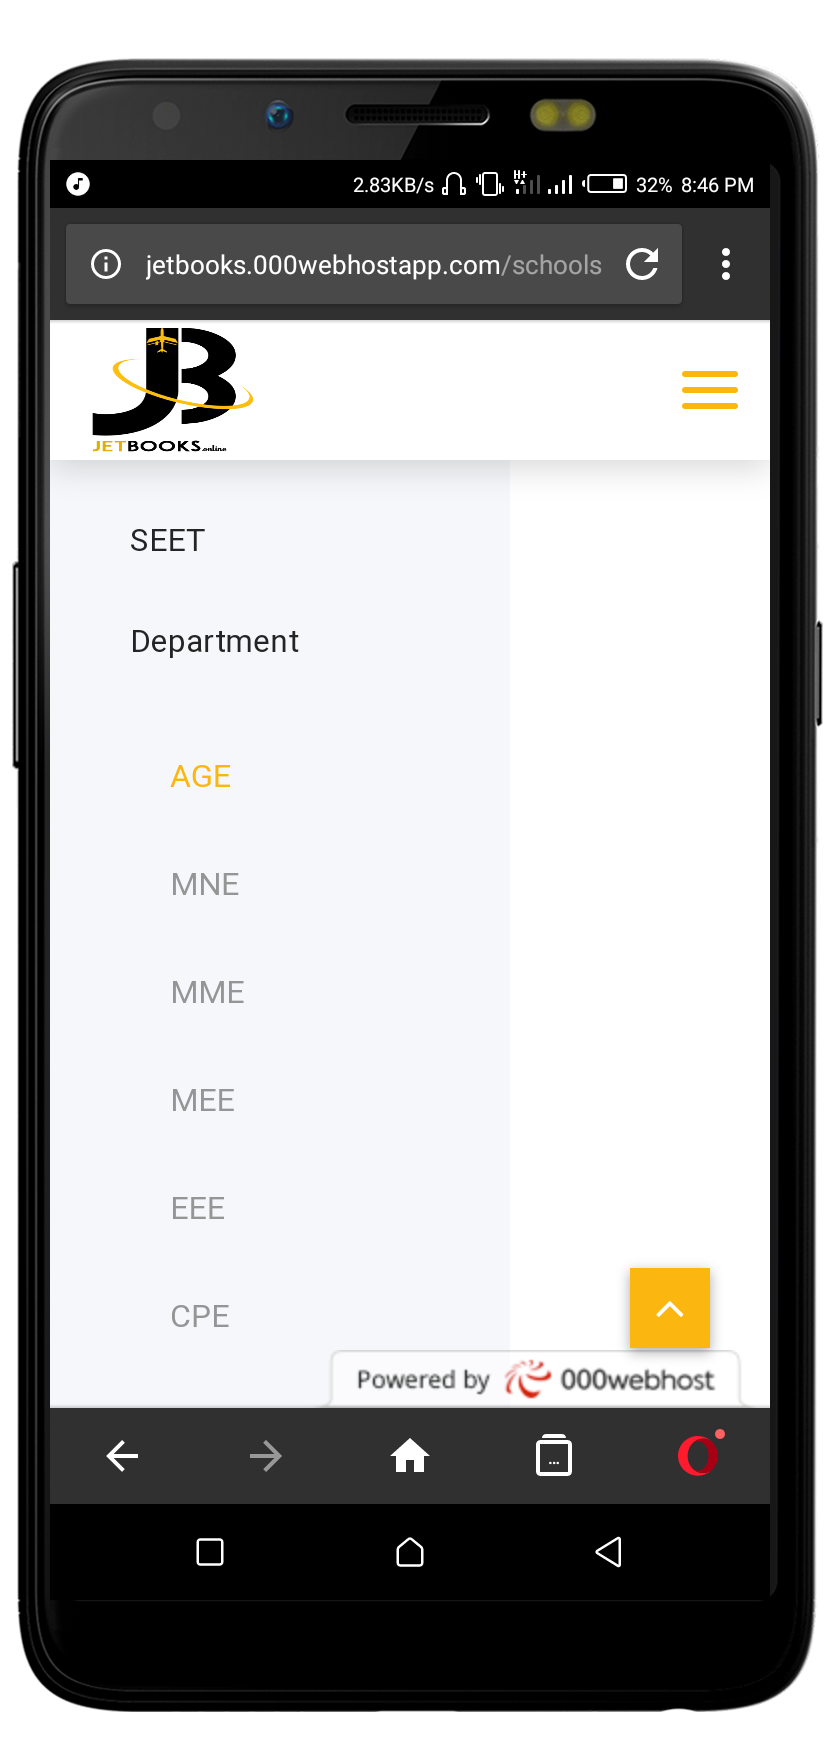 2.83KB/s H+ 32% 8:46 PM
jetbooks.000webhostapp.com/schools
JB
JETBOOKS.online
SEET
Department
AGE
MNE
MME
MEE
EEE
CPE
Powered by 000webhost